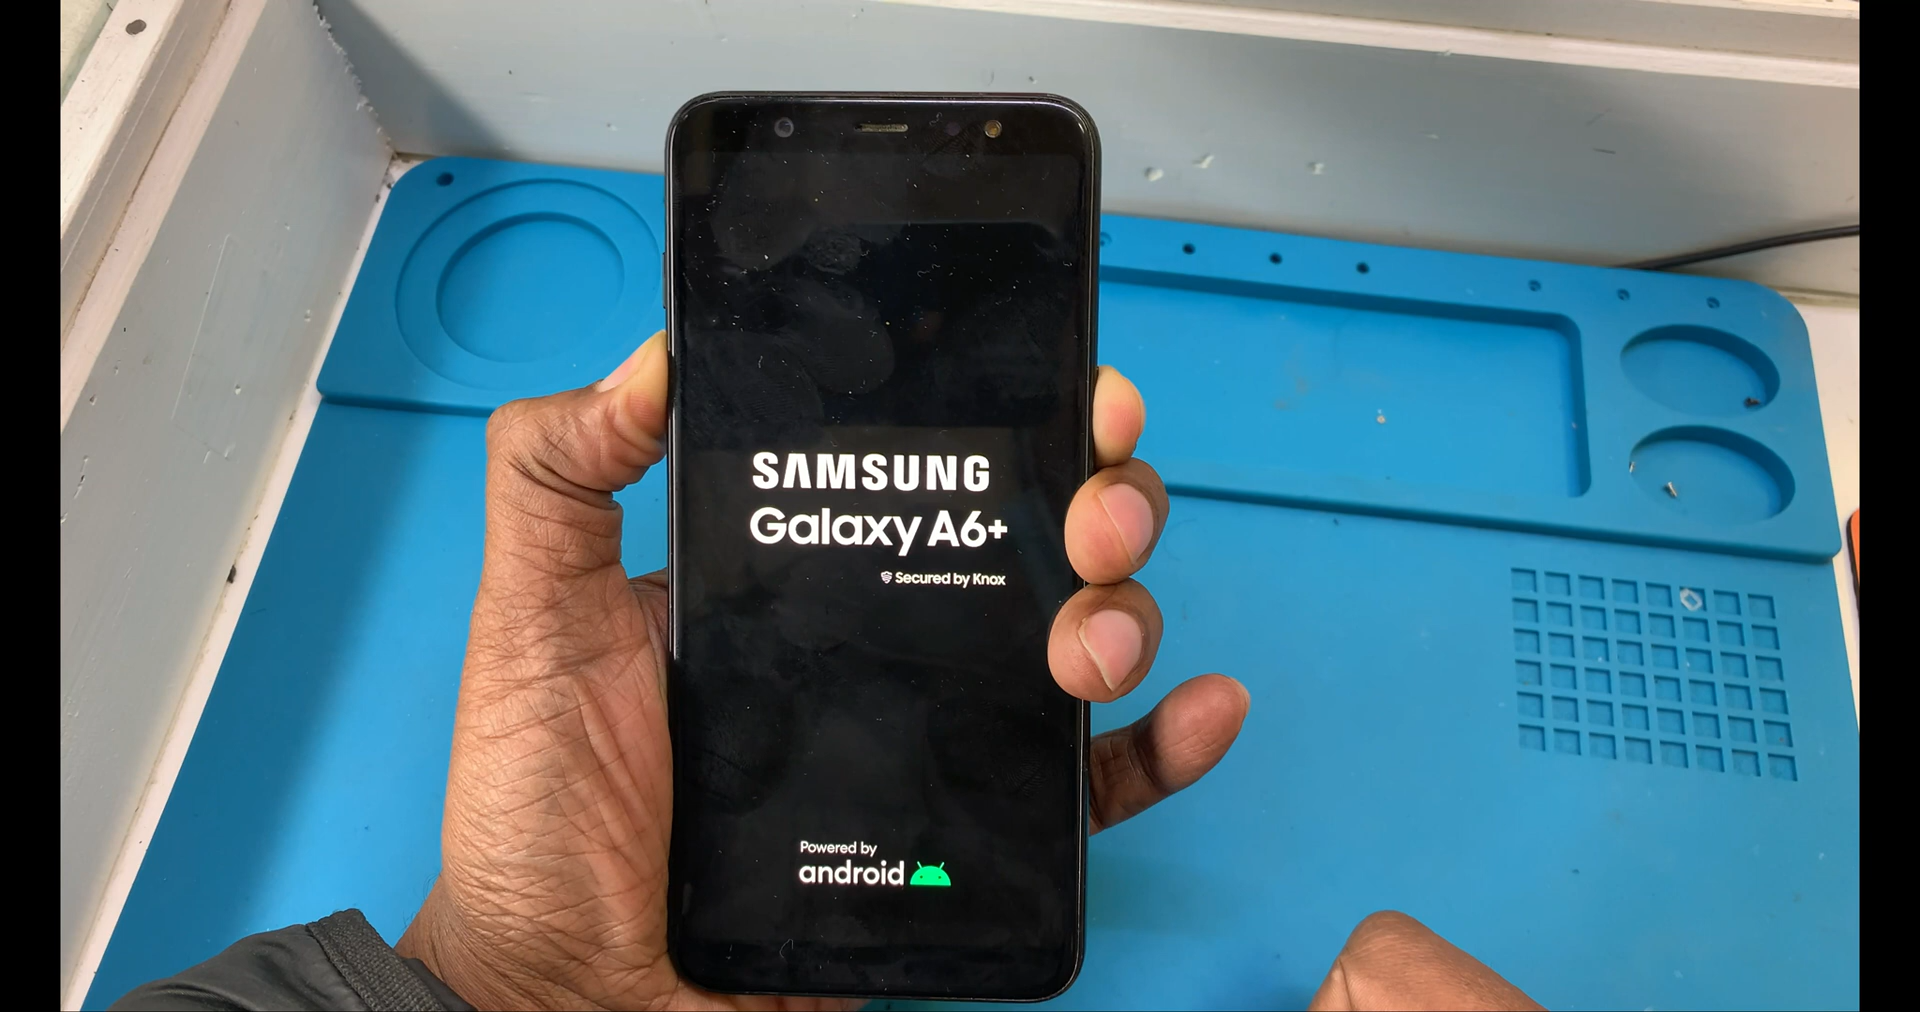 SAMSUNG
Galaxy A6+
Secured by Knox
Powered by
android